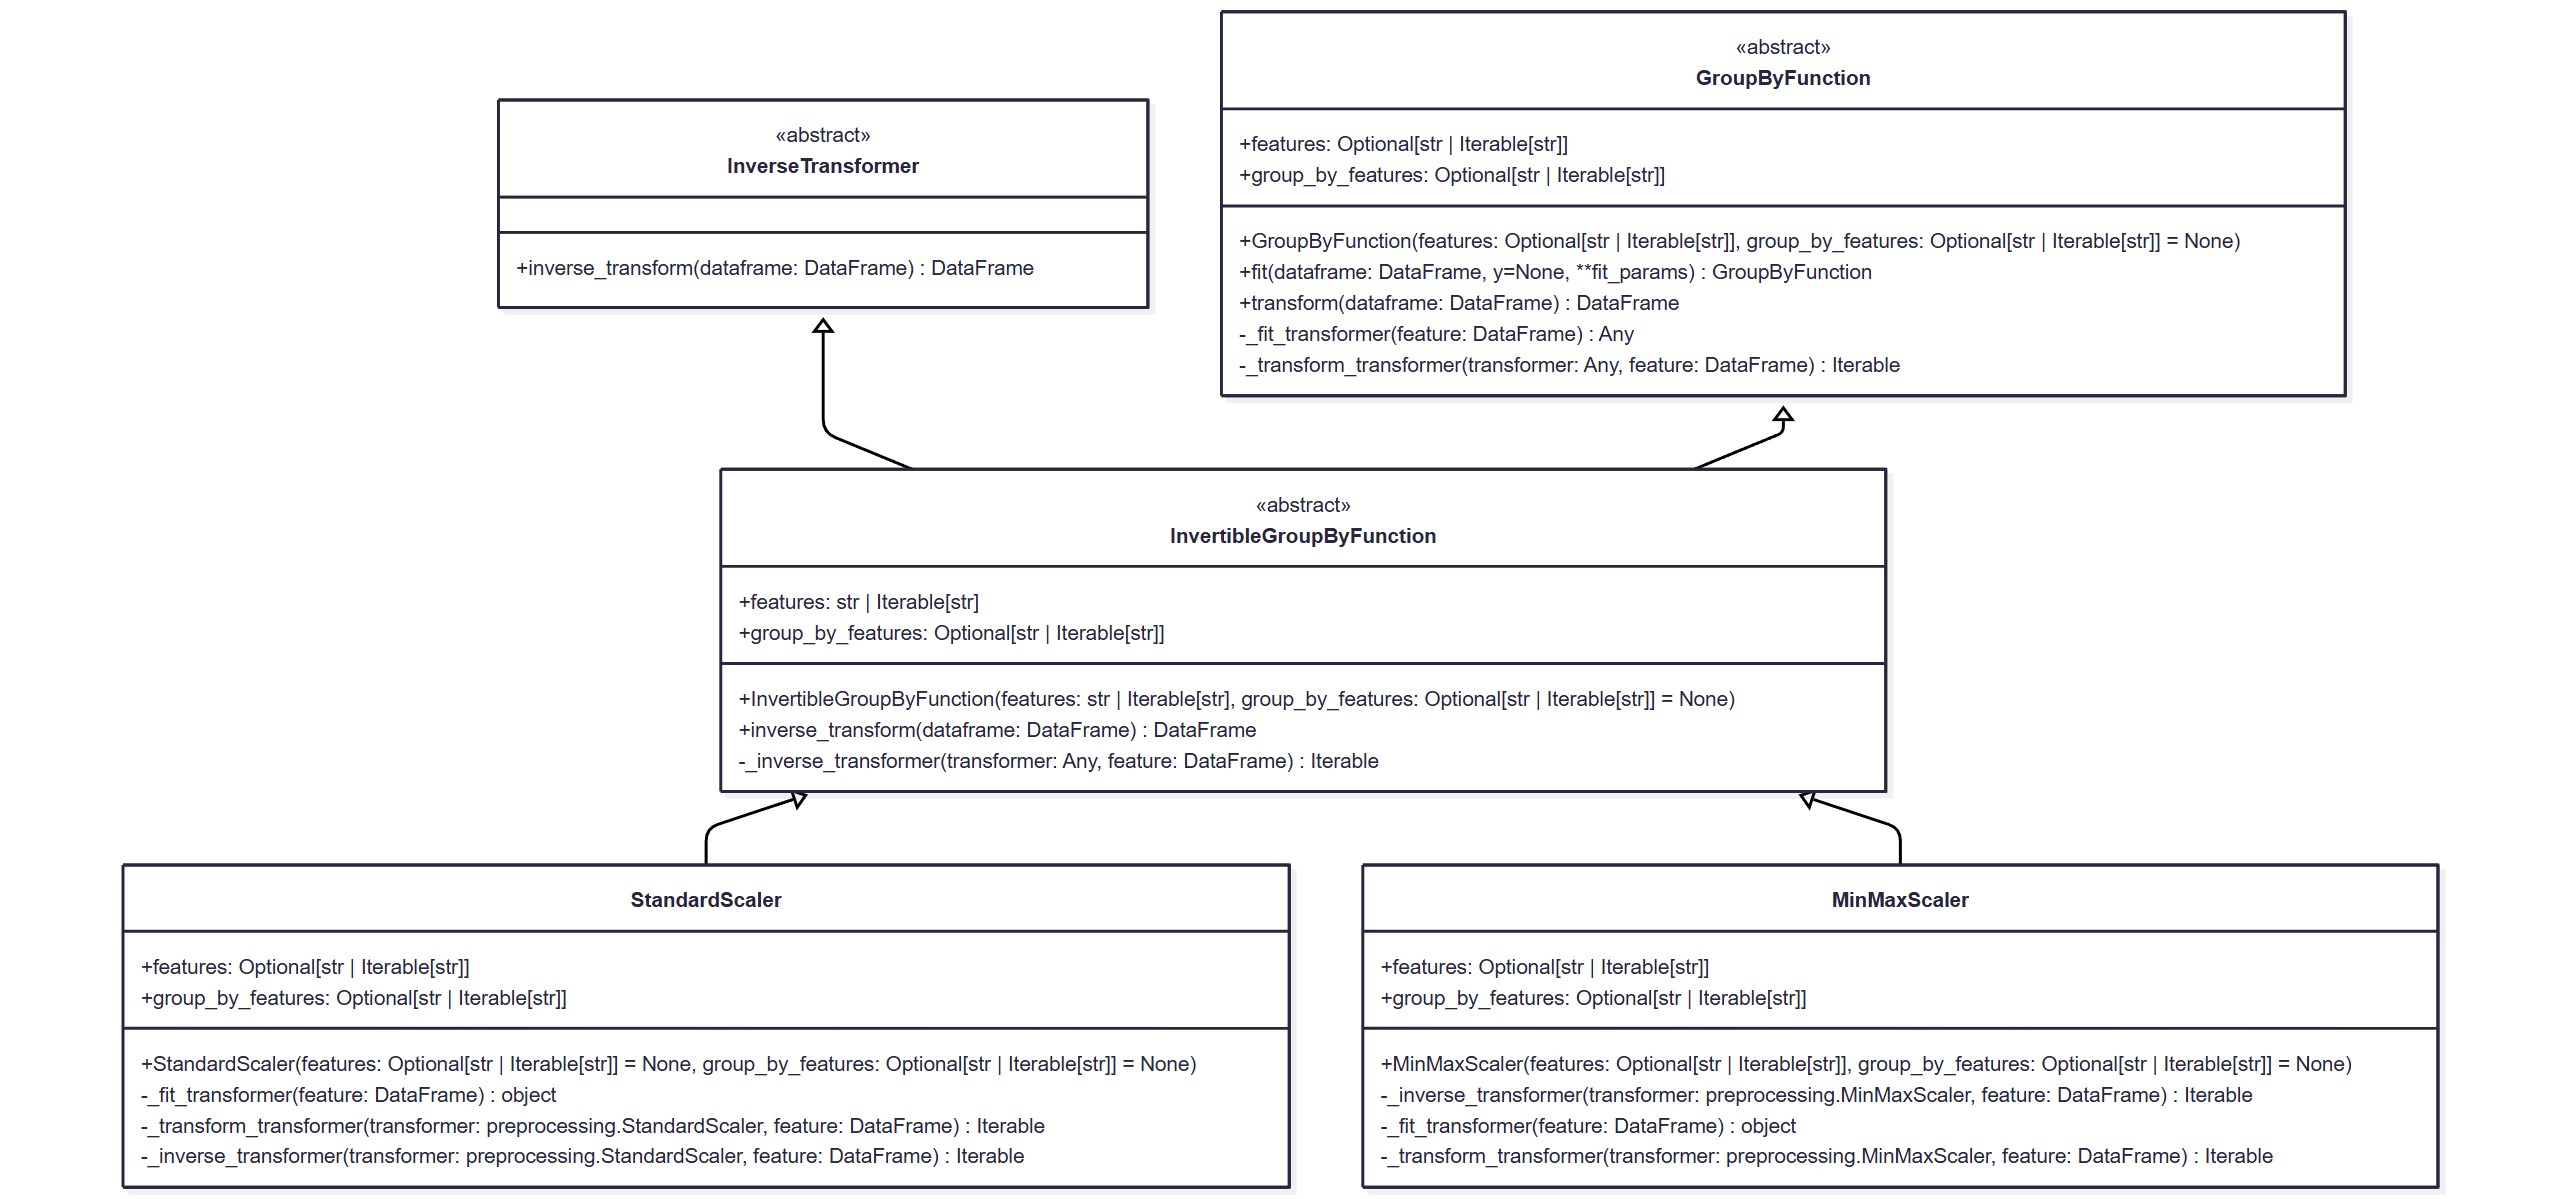 «abstract»
InverseTransformer
+inverse_transform(dataframe: DataFrame) : DataFrame
«abstract»
GroupByFunction
+features: Optional[str | Iterable[str]]
+group_by_features: Optional[str | Iterable[str]]
+GroupByFunction(features: Optional[str | Iterable[str]], group_by_features: Optional[str | Iterable[str]] = None)
+fit(dataframe: DataFrame, y=None, **fit_params) : GroupByFunction
+transform(dataframe: DataFrame) : DataFrame
-_fit_transformer(feature: DataFrame) : Any
-_transform_transformer(transformer: Any, feature: DataFrame) : Iterable
«abstract»
InvertibleGroupByFunction
+features: str | Iterable[str]
+group_by_features: Optional[str | Iterable[str]]
+InvertibleGroupByFunction(features: str | Iterable[str], group_by_features: Optional[str | Iterable[str]] = None)
+inverse_transform(dataframe: DataFrame) : DataFrame
-_inverse_transformer(transformer: Any, feature: DataFrame) : Iterable
StandardScaler
+features: Optional[str | Iterable[str]]
+group_by_features: Optional[str | Iterable[str]]
+StandardScaler(features: Optional[str | Iterable[str]] = None, group_by_features: Optional[str | Iterable[str]] = None)
-_fit_transformer(feature: DataFrame) : object
-_transform_transformer(transformer: preprocessing.StandardScaler, feature: DataFrame) : Iterable
-_inverse_transformer(transformer: preprocessing.StandardScaler, feature: DataFrame) : Iterable
MinMaxScaler
+features: Optional[str | Iterable[str]]
+group_by_features: Optional[str | Iterable[str]]
+MinMaxScaler(features: Optional[str | Iterable[str]], group_by_features: Optional[str | Iterable[str]] = None)
-_inverse_transformer(transformer: preprocessing.MinMaxScaler, feature: DataFrame) : Iterable
-_fit_transformer(feature: DataFrame) : object
-_transform_transformer(transformer: preprocessing.MinMaxScaler, feature: DataFrame) : Iterable